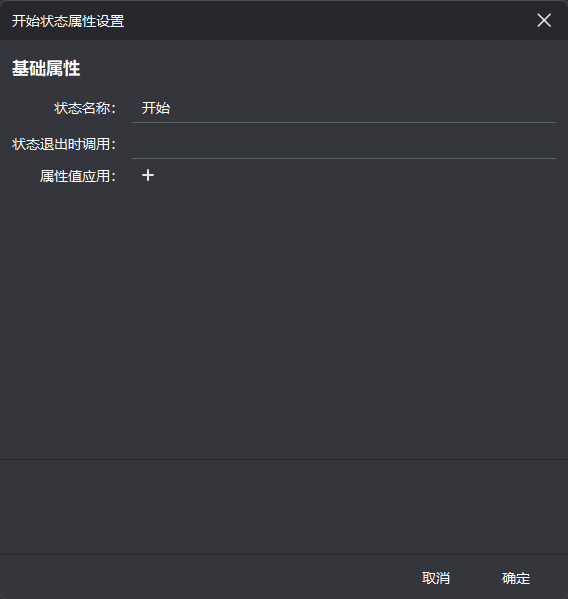 开始状态属性设置
基础属性
状态名称： 开始
状态退出时调用：
属性值应用： +
取消 确定